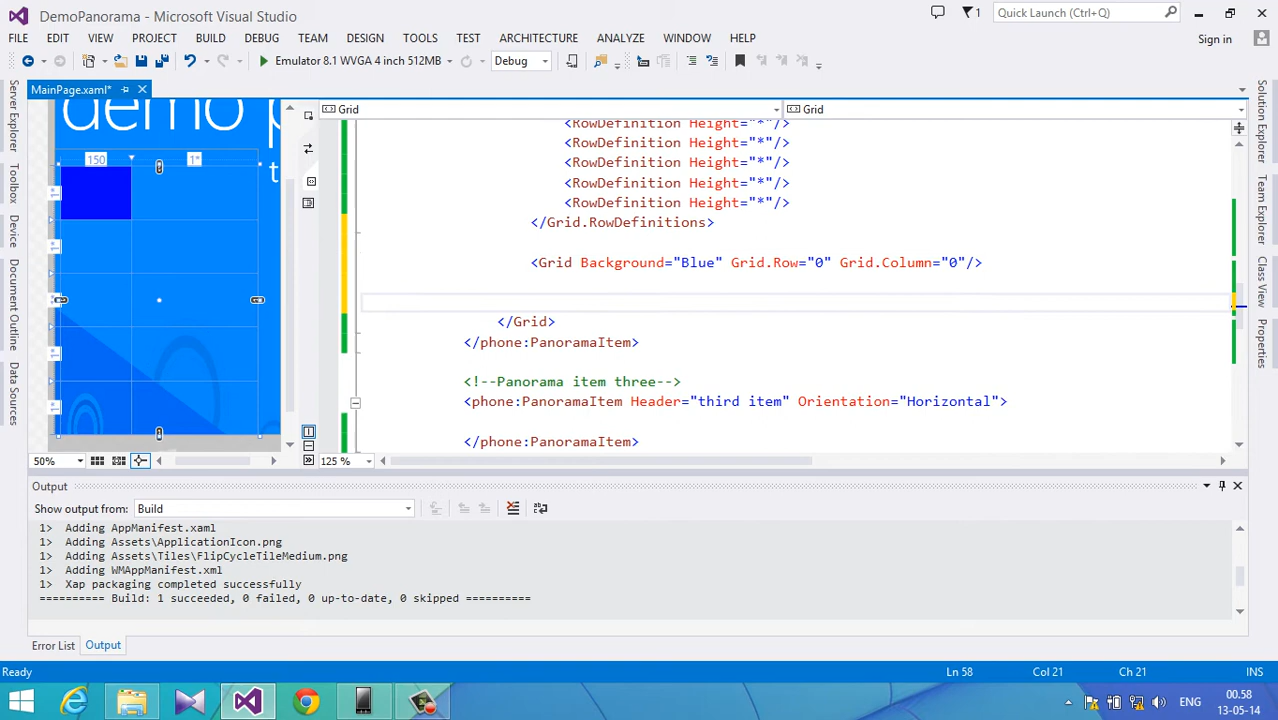 DemoPanorama - Microsoft Visual Studio
1
Quick Launch (Ctrl+Q)
FILE EDIT VIEW PROJECT BUILD DEBUG TEAM DESIGN TOOLS TEST ARCHITECTURE ANALYZE WINDOW HELP
Sign in
Emulator 8.1 WVGA 4 inch 512MB
Debug
MainPage.xaml*
Server Explorer
Toolbox
Device
Document Outline
Data Sources
demo p
150
1*
t
Grid
Grid
<RowDefinition Height="*"/>
<RowDefinition Height="*"/>
<RowDefinition Height="*"/>
<RowDefinition Height="*"/>
<RowDefinition Height="*"/>
</Grid.RowDefinitions>
<Grid Background="Blue" Grid.Row="0" Grid.Column="0"/>
</Grid>
</phone:PanoramaItem>
<!--Panorama item three-->
<phone:PanoramaItem Header="third item" Orientation="Horizontal">
</phone:PanoramaItem>
Solution Explorer
Team Explorer
Class View
Properties
50%
125 %
Output
Show output from: Build
1> Adding AppManifest.xaml
1> Adding Assets\ApplicationIcon.png
1> Adding Assets\Tiles\FlipCycleTileMedium.png
1> Adding WMAppManifest.xml
1> Xap packaging completed successfully
========== Build: 1 succeeded, 0 failed, 0 up-to-date, 0 skipped ==========
Error List Output
Ready
Ln 58
Col 21
Ch 21
INS
ENG
00.58
13-05-14